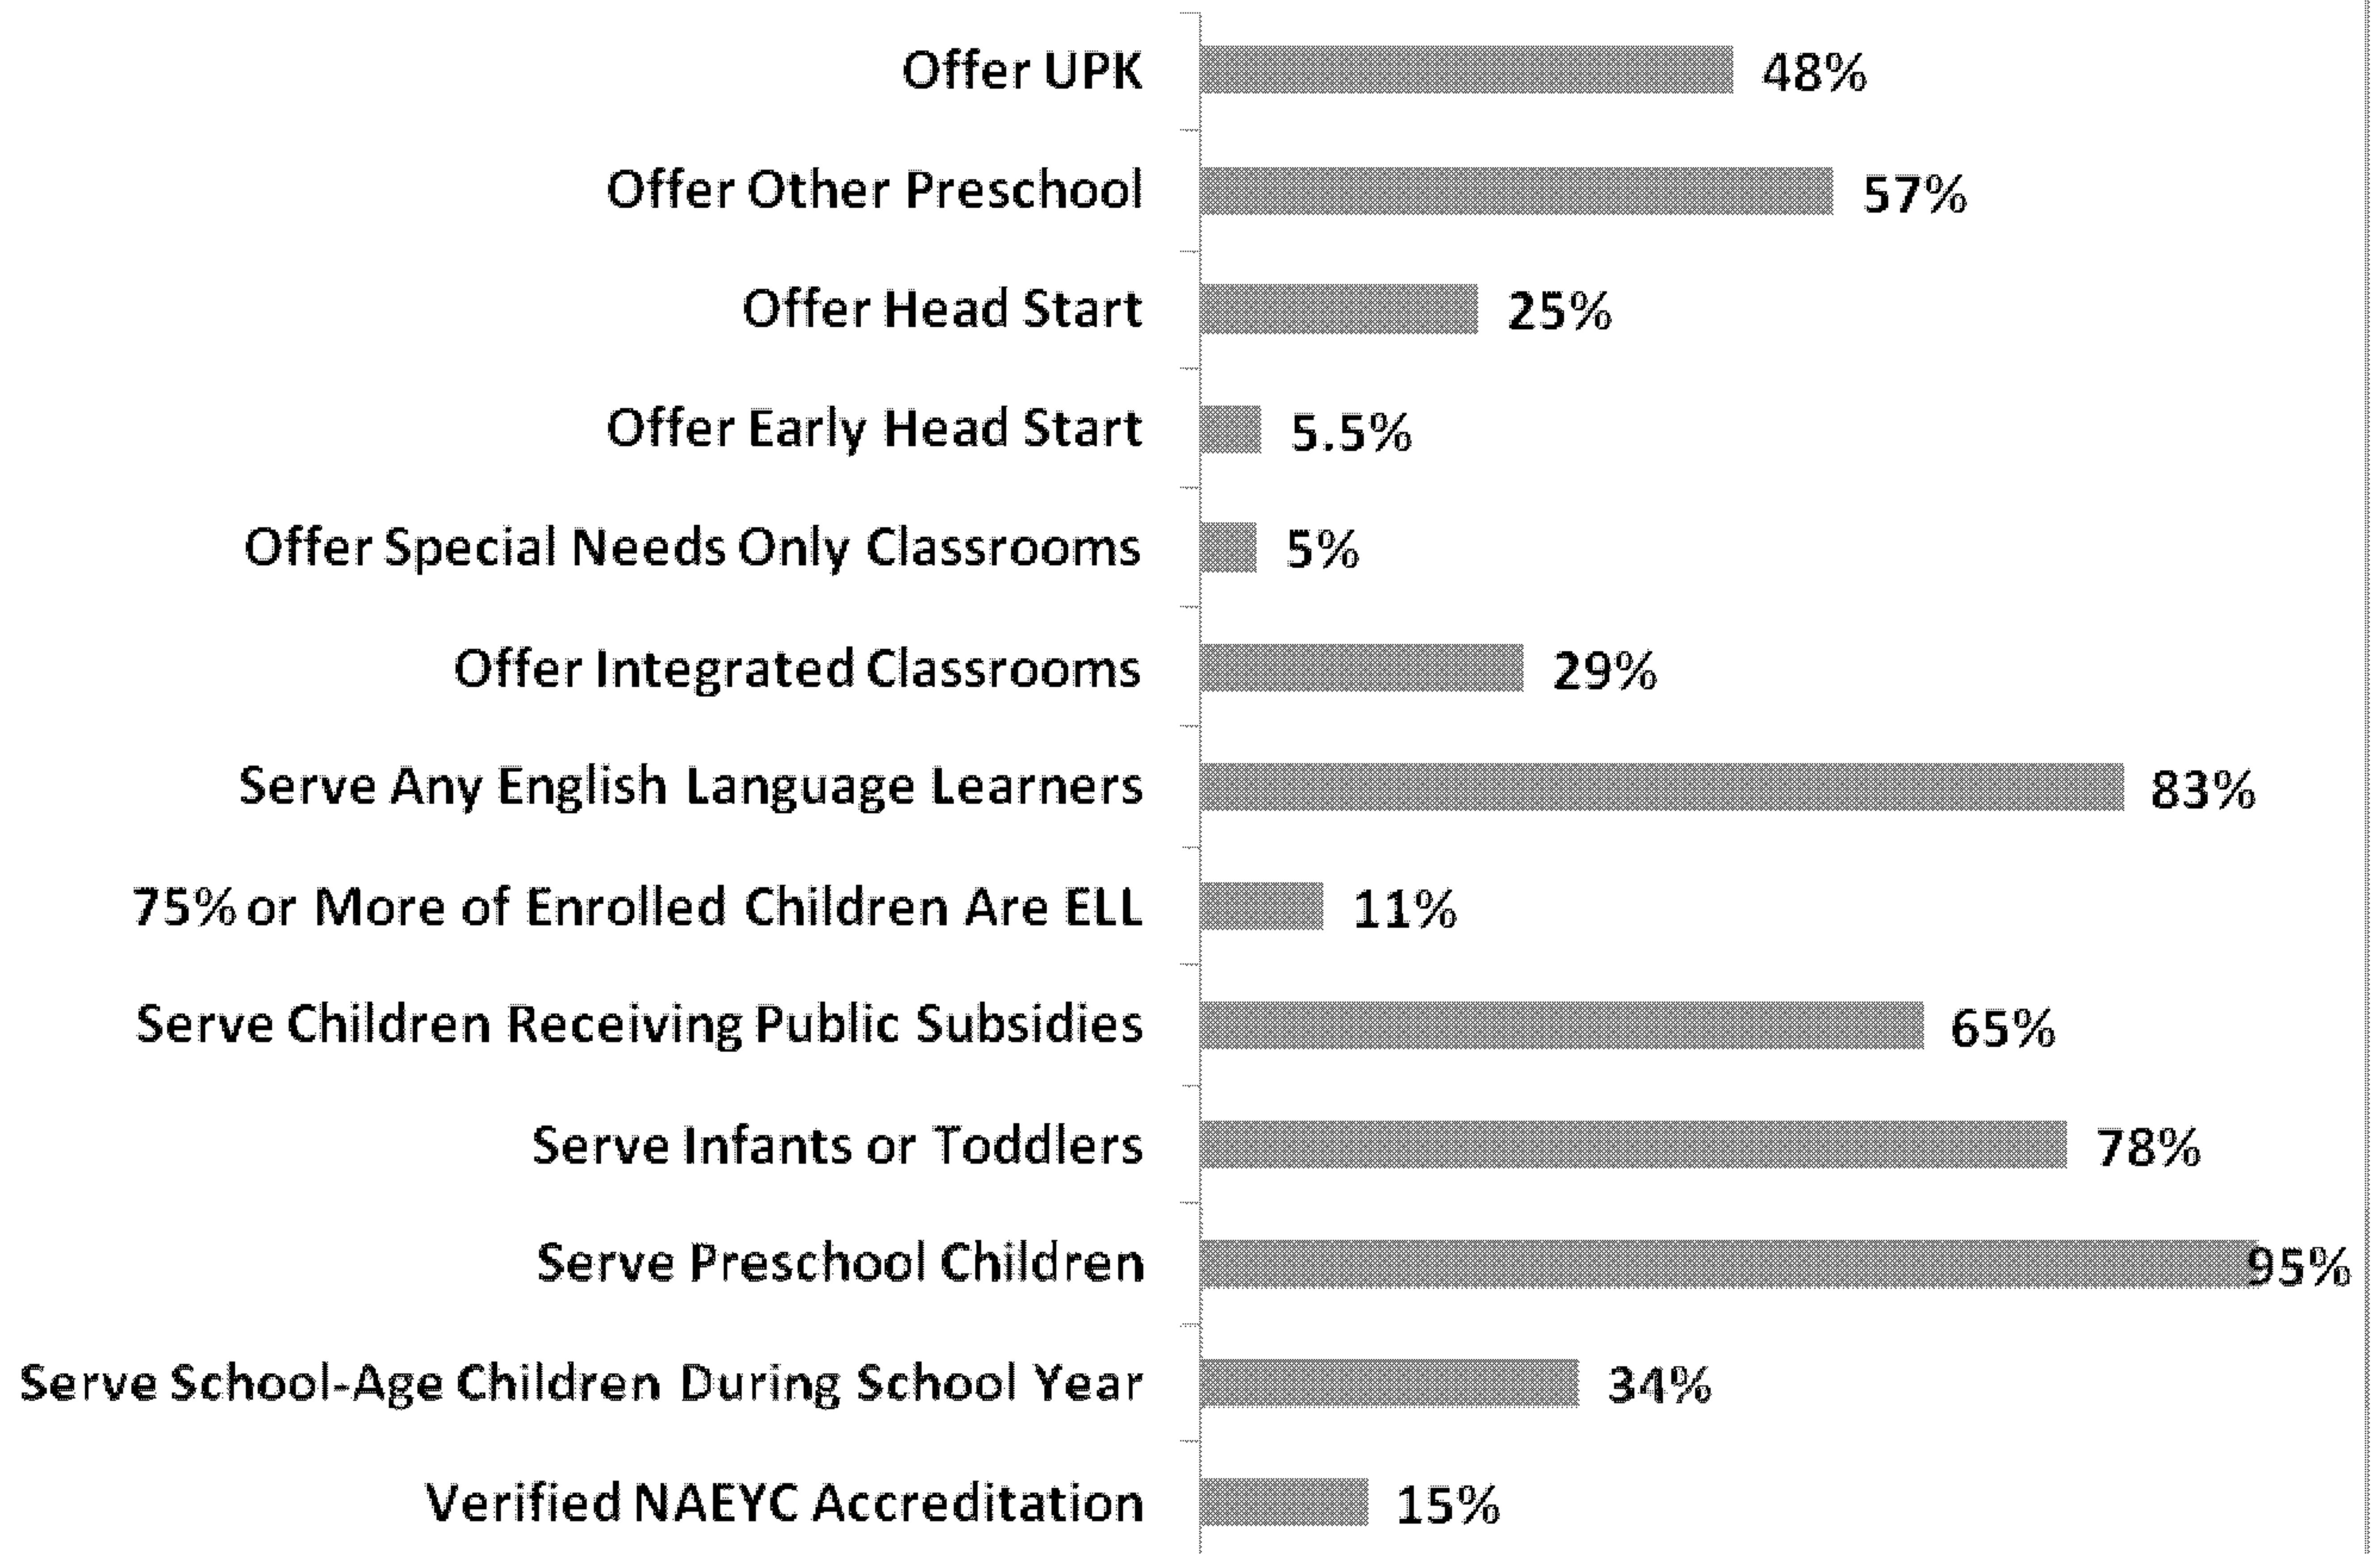 Offer UPK 48%
Offer Other Preschool 57%
Offer Head Start 25%
Offer Early Head Start 5.5%
Offer Special Needs Only Classrooms 5%
Offer Integrated Classrooms 29%
Serve Any English Language Learners 83%
75% or More of Enrolled Children Are ELL 11%
Serve Children Receiving Public Subsidies 65%
Serve Infants or Toddlers 78%
Serve Preschool Children 95%
Serve School-Age Children During School Year 34%
Verified NAEYC Accreditation 15%